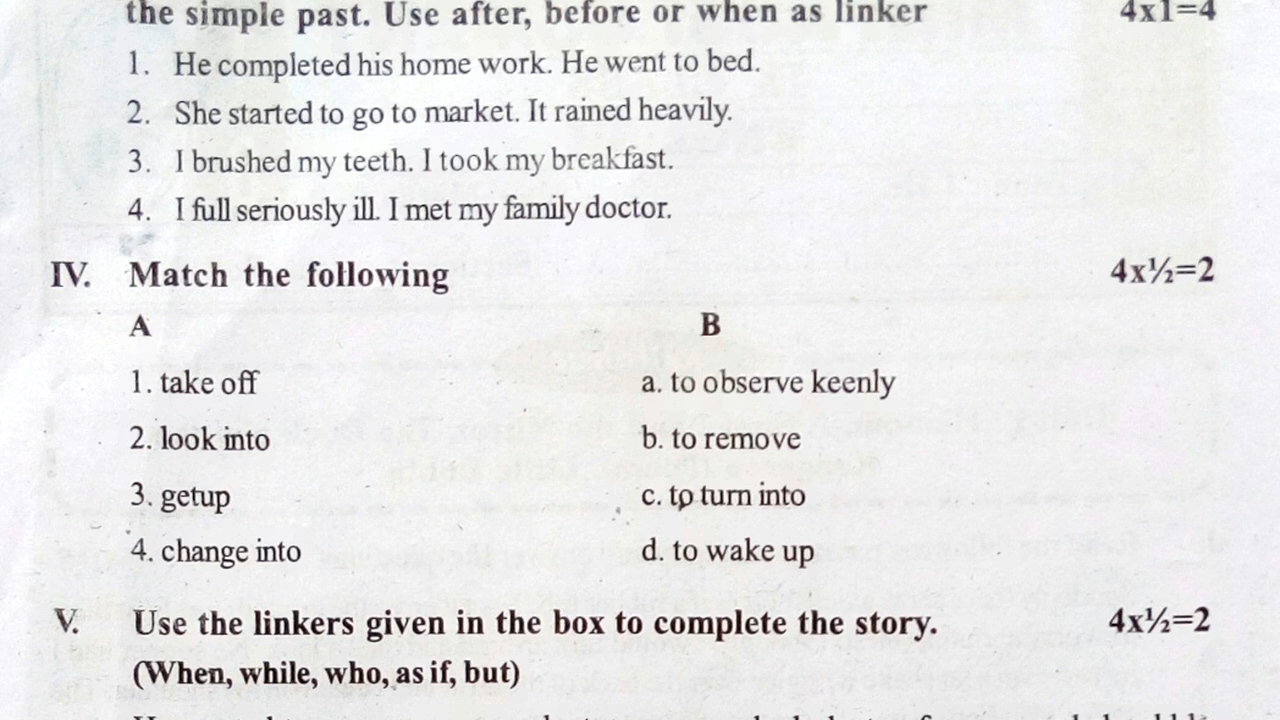 the simple past. Use after, before or when as linker 4x1=4
1. He completed his home work. He went to bed.
2. She started to go to market. It rained heavily.
3. I brushed my teeth. I took my breakfast.
4. I full seriously ill. I met my family doctor.
IV. Match the following 4x½=2
A B
1. take off a. to observe keenly
2. look into b. to remove
3. getup c. to turn into
4. change into d. to wake up
V. Use the linkers given in the box to complete the story. 4x½=2
(When, while, who, as if, but)